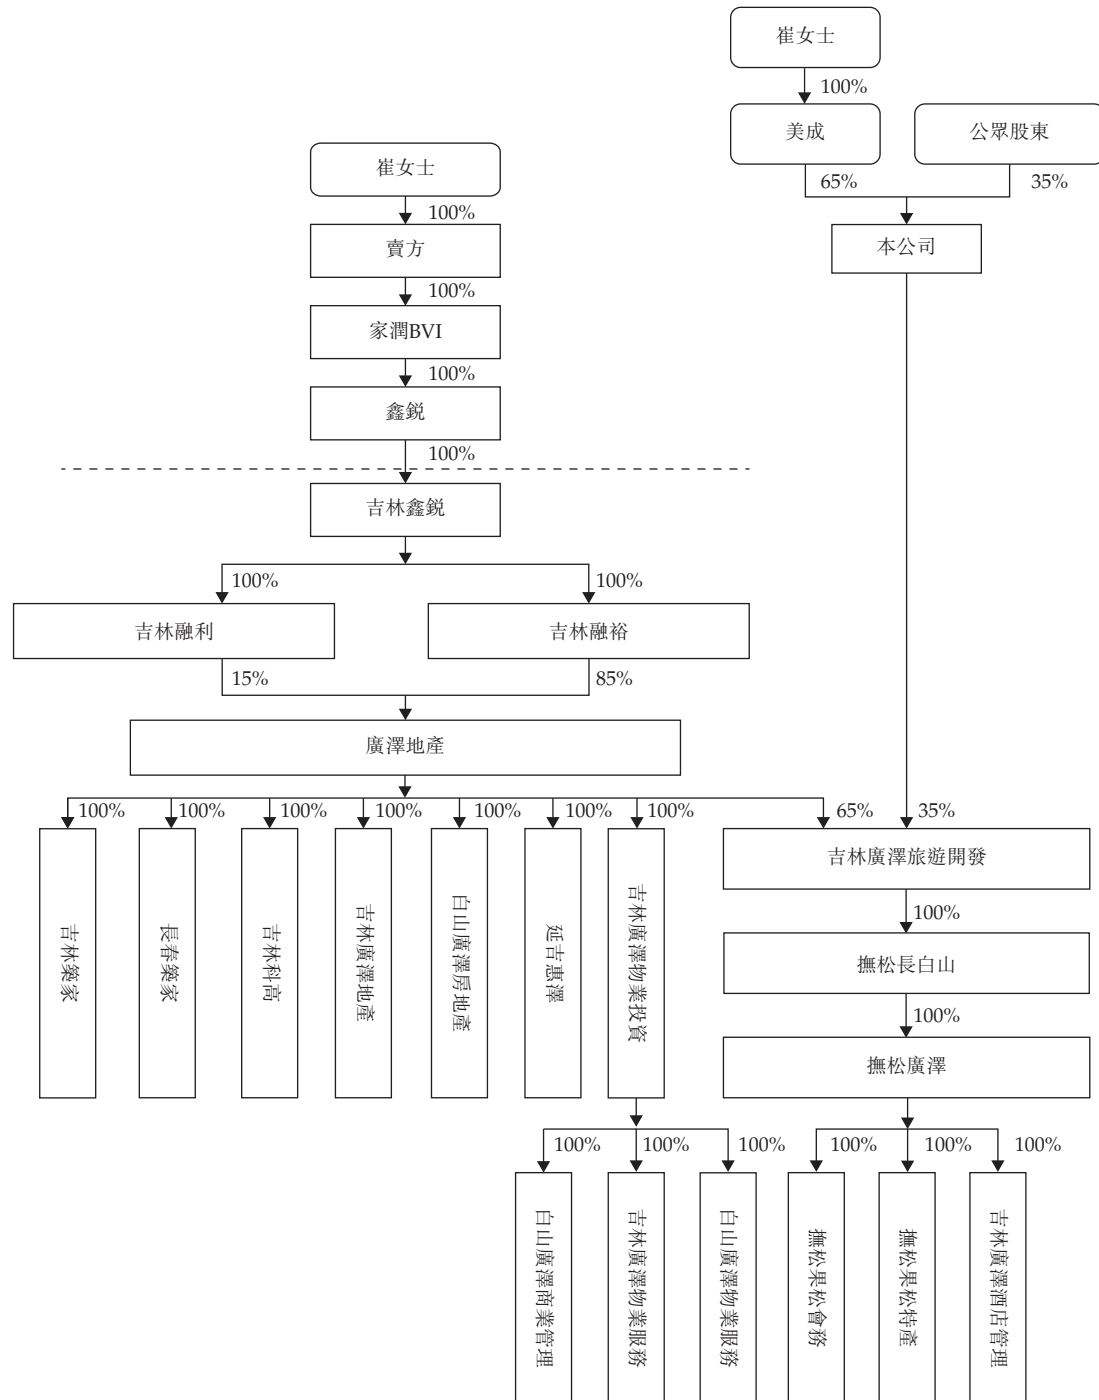 崔女士
100%
美成
公眾股東
65%
35%
本公司
崔女士
100%
賣方
100%
家潤BVI
100%
鑫銳
100%
吉林鑫銳
100%
100%
吉林融利
吉林融裕
15%
85%
廣澤地產
100%
100%
100%
100%
100%
100%
100%
65%
35%
吉林築家
長春築家
吉林科高
吉林廣澤地產
白山廣澤房地產
延吉惠澤
吉林廣澤物業投資
吉林廣澤旅遊開發
100%
撫松長白山
100%
撫松廣澤
100%
100%
100%
100%
100%
100%
白山廣澤商業管理
吉林廣澤物業服務
白山廣澤物業服務
撫松果松會務
撫松果松特產
吉林廣澤酒店管理